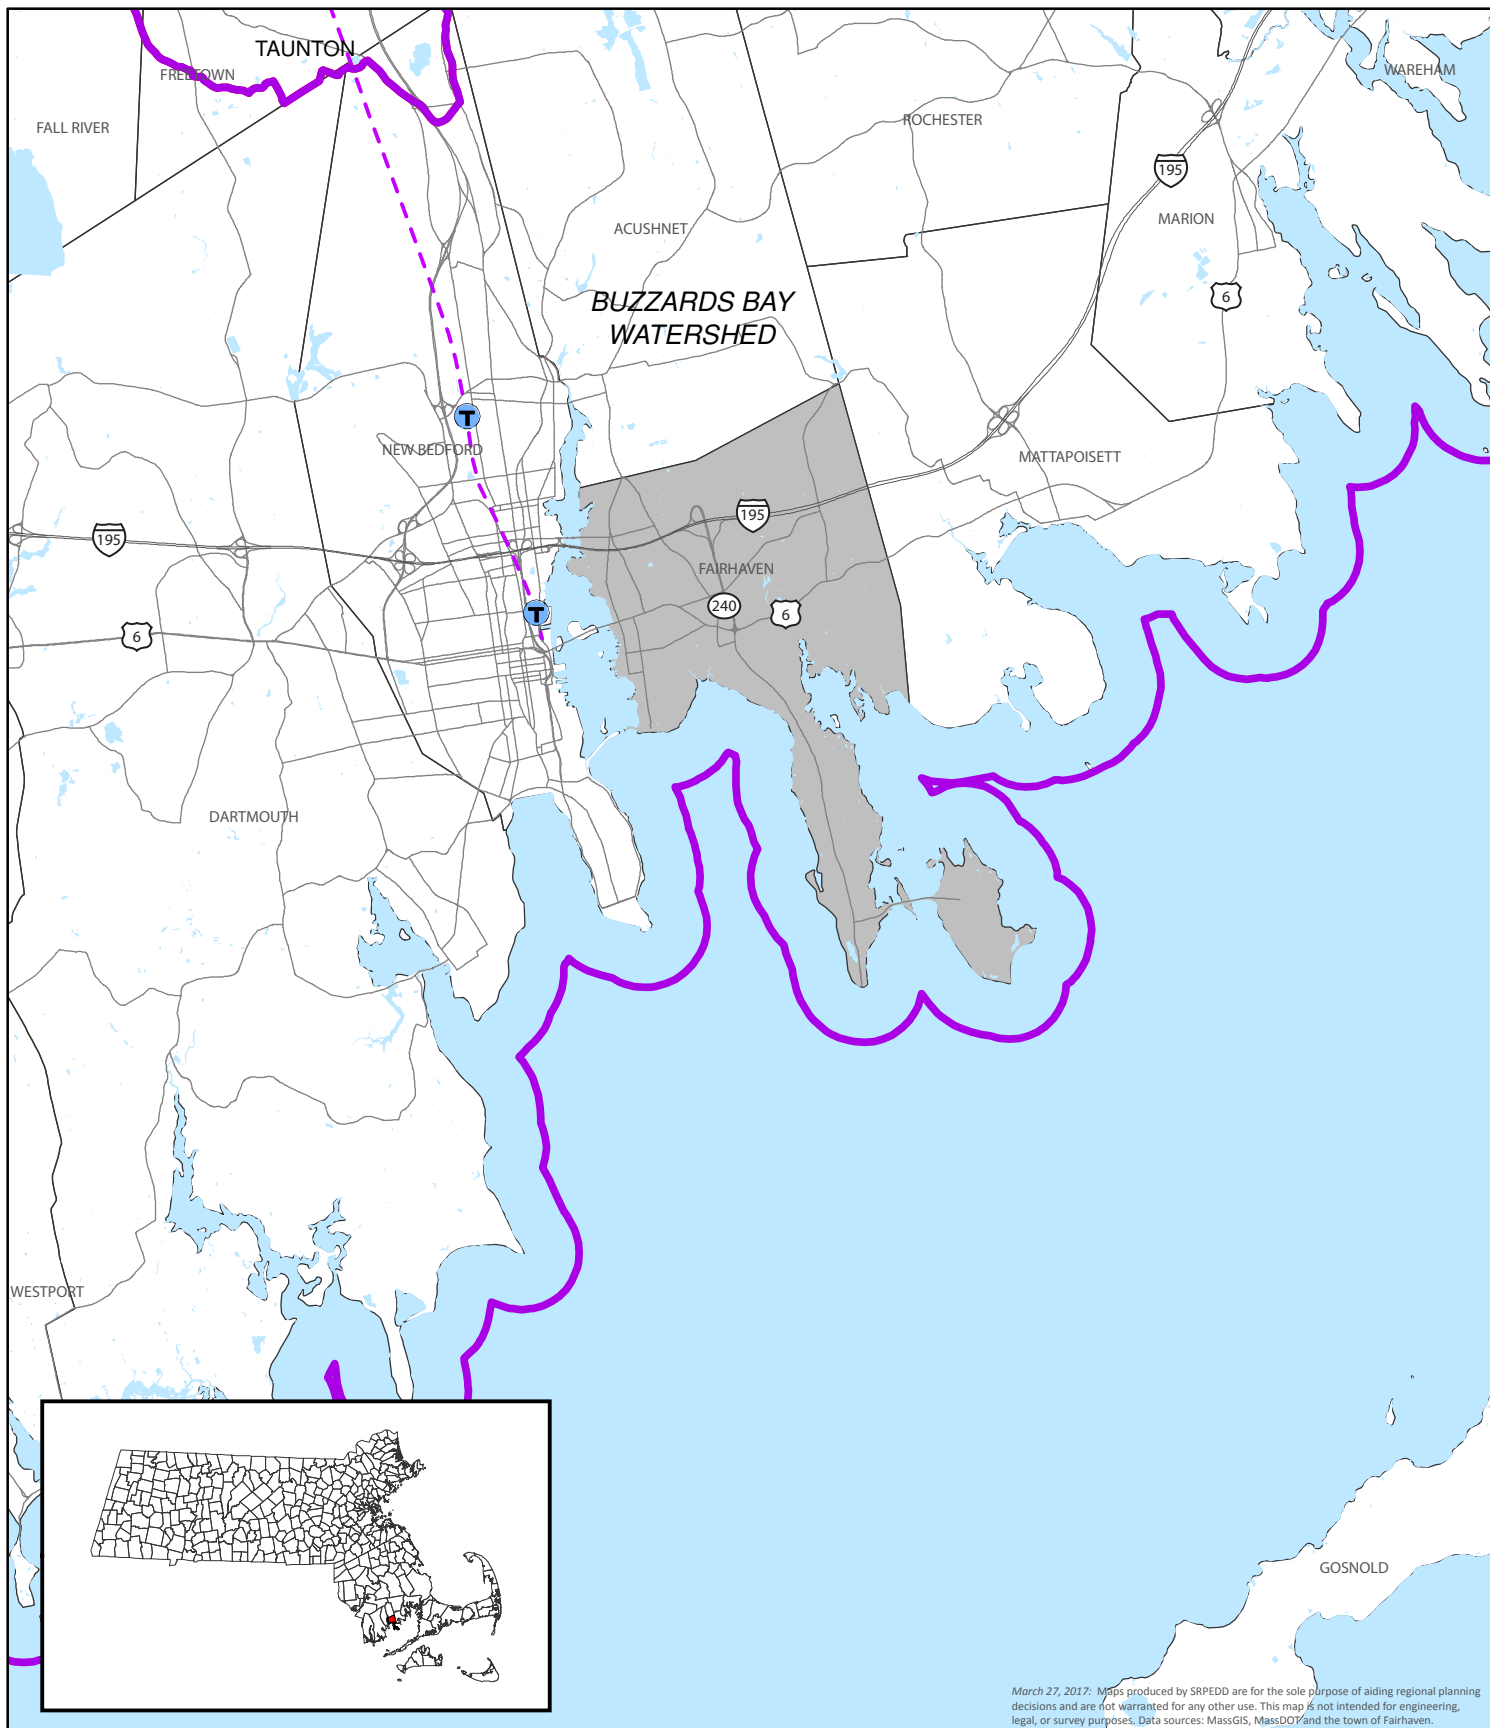 TAUNTON
FREETOWN
WAREHAM
FALL RIVER
ROCHESTER
195
MARION
ACUSHNET
6
BUZZARDS BAY
WATERSHED
T
NEW BEDFORD
MATTAPOISETT
195
195
FAIRHAVEN
240
6
T
6
DARTMOUTH
WESTPORT
GOSNOLD
March 27, 2017: Maps produced by SRPEDD are for the sole purpose of aiding regional planning
decisions and are not warranted for any other use. This map is not intended for engineering,
legal, or survey purposes. Data sources: MassGIS, MassDOT and the town of Fairhaven.